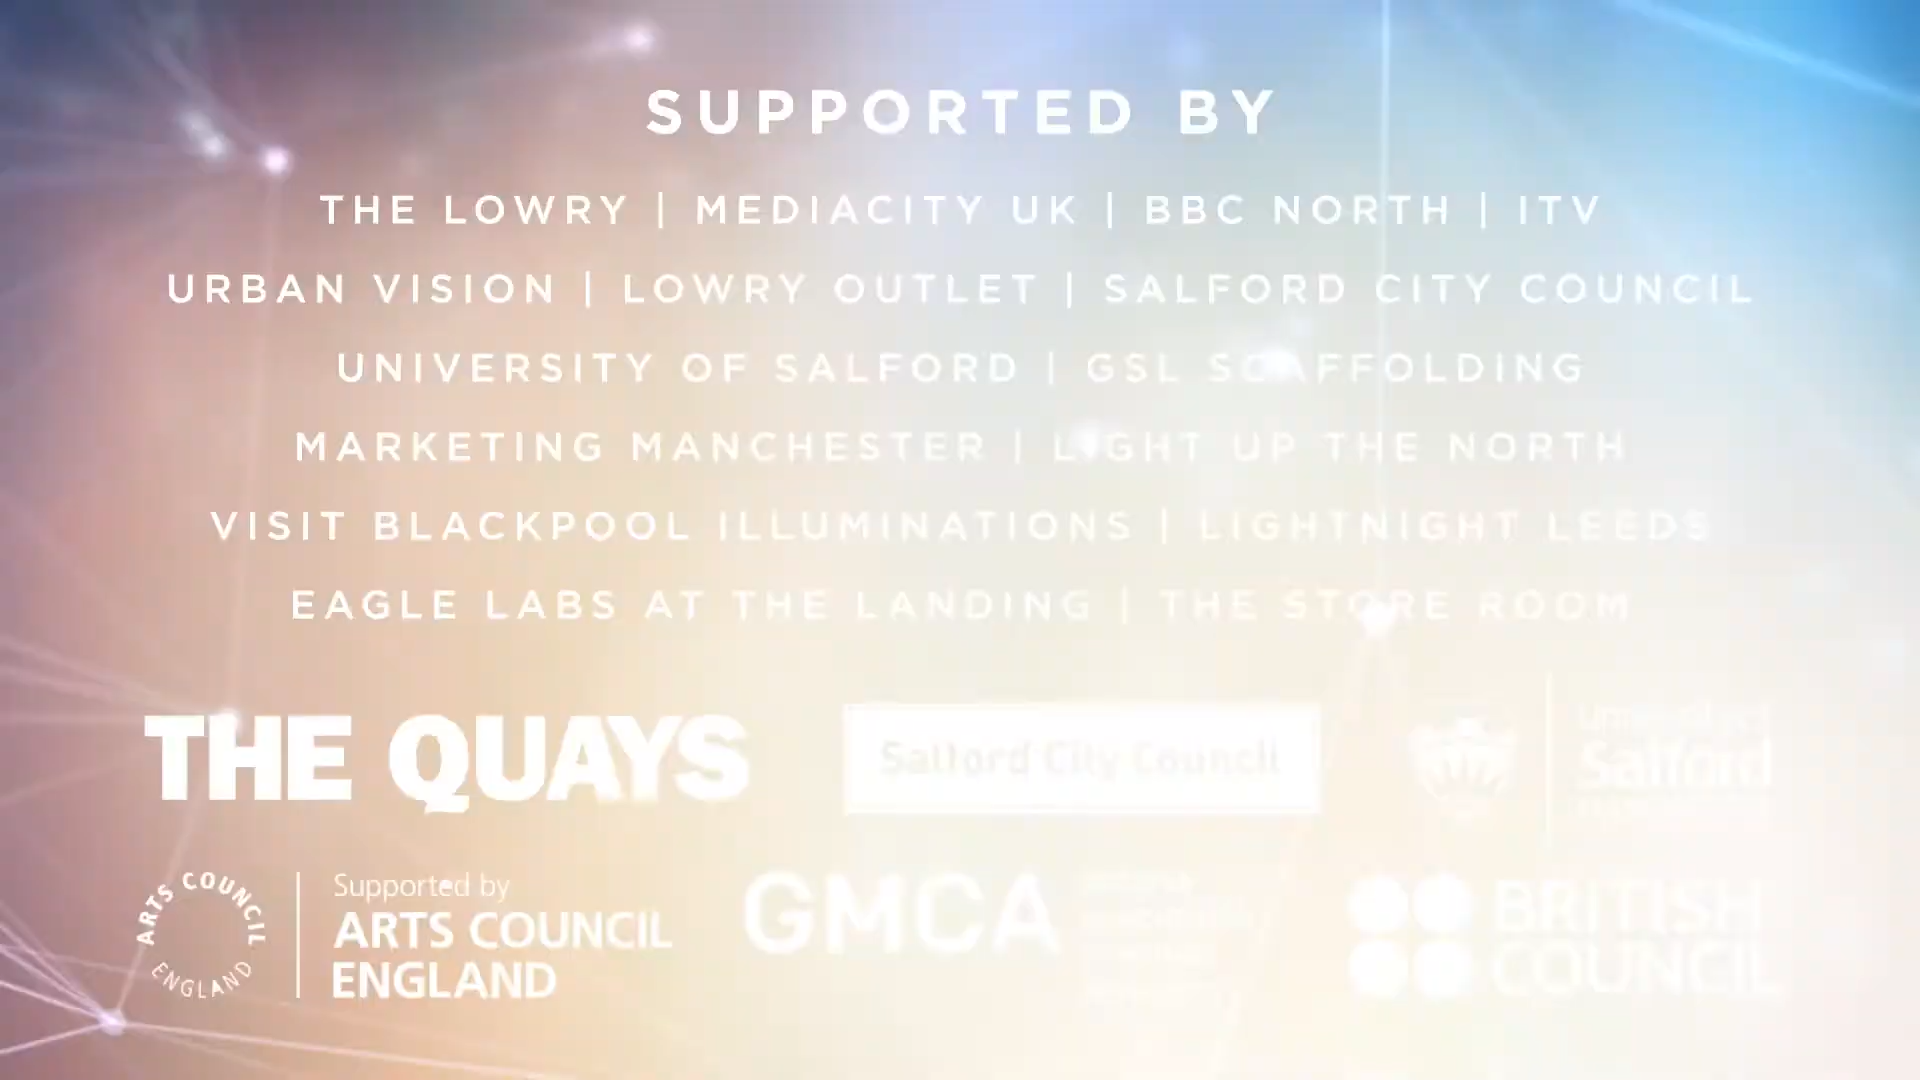 SUPPORTED BY
THE LOWRY | MEDIACITY UK | BBC NORTH | ITV
URBAN VISION | LOWRY OUTLET | SALFORD CITY COUNCIL
UNIVERSITY OF SALFORD | GSL SCAFFOLDING
MARKETING MANCHESTER | LIGHT UP THE NORTH
VISIT BLACKPOOL ILLUMINATIONS | LIGHTNIGHT LEEDS
EAGLE LABS AT THE LANDING | THE STORE ROOM
THE QUAYS
Salford City Council
University of
Salford
ARTS COUNCIL ENGLAND
Supported by
ARTS COUNCIL
ENGLAND
GMCA
BRITISH
COUNCIL